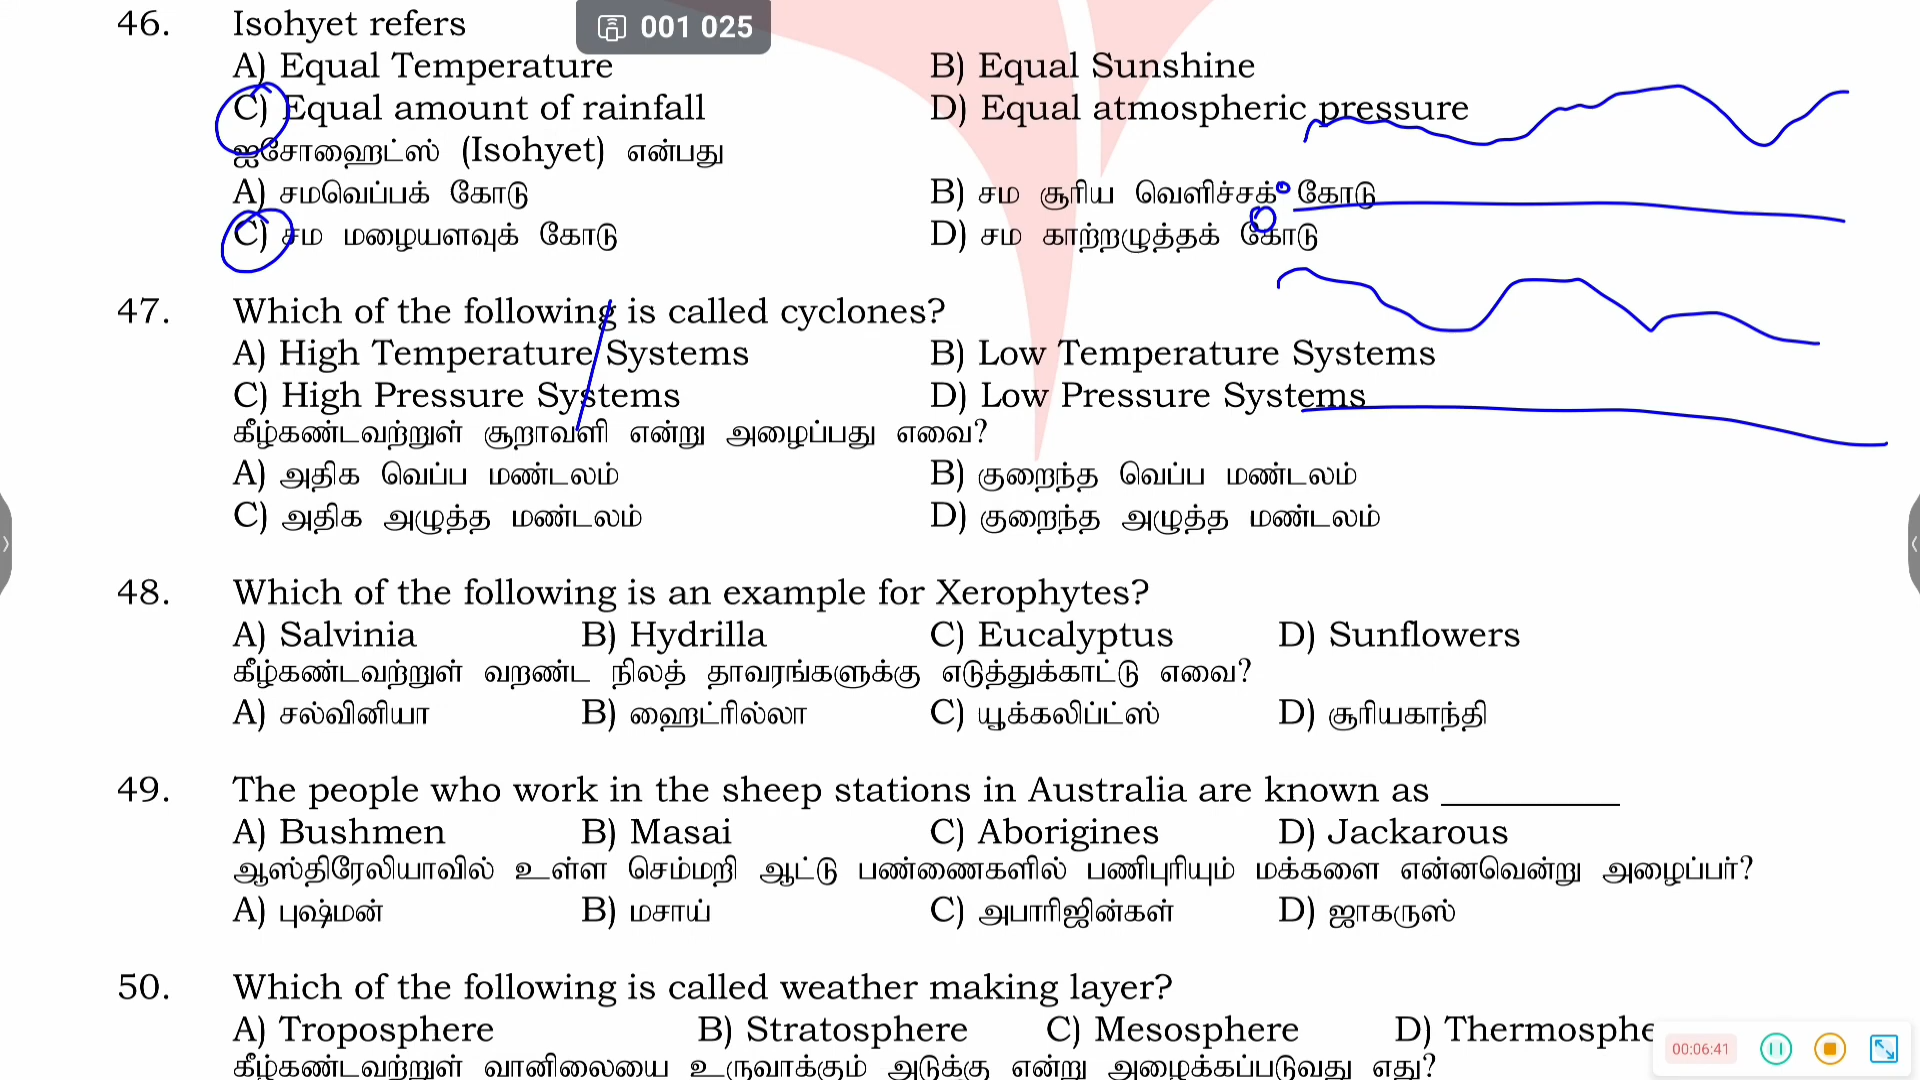 001 025
46. Isohyet refers
A) Equal Temperature B) Equal Sunshine
C) Equal amount of rainfall D) Equal atmospheric pressure
ஐசோஹைட்ஸ் (Isohyet) என்பது
A) சமவெப்பக் கோடு B) சம சூரிய வெளிச்சக் கோடு
C) சம மழையளவுக் கோடு D) சம காற்றழுத்தக் கோடு
47. Which of the following is called cyclones?
A) High Temperature Systems B) Low Temperature Systems
C) High Pressure Systems D) Low Pressure Systems
கீழ்கண்டவற்றுள் சூறாவளி என்று அழைப்பது எவை?
A) அதிக வெப்ப மண்டலம் B) குறைந்த வெப்ப மண்டலம்
C) அதிக அழுத்த மண்டலம் D) குறைந்த அழுத்த மண்டலம்
48. Which of the following is an example for Xerophytes?
A) Salvinia B) Hydrilla C) Eucalyptus D) Sunflowers
கீழ்கண்டவற்றுள் வறண்ட நிலத் தாவரங்களுக்கு எடுத்துக்காட்டு எவை?
A) சல்வினியா B) ஹைட்ரில்லா C) யூக்கலிப்ட்ஸ் D) சூரியகாந்தி
49. The people who work in the sheep stations in Australia are known as __________
A) Bushmen B) Masai C) Aborigines D) Jackarous
ஆஸ்திரேலியாவில் உள்ள செம்மறி ஆட்டு பண்ணைகளில் பணிபுரியும் மக்களை என்னவென்று அழைப்பர்?
A) புஷ்மன் B) மசாய் C) அபாரிஜின்கள் D) ஜாகருஸ்
50. Which of the following is called weather making layer?
A) Troposphere B) Stratosphere C) Mesosphere D) Thermosphe
00:06:41
கீழ்கண்டவற்றுள் வானிலையை உருவாக்கும் அடுக்கு என்று அழைக்கப்படுவது எது?